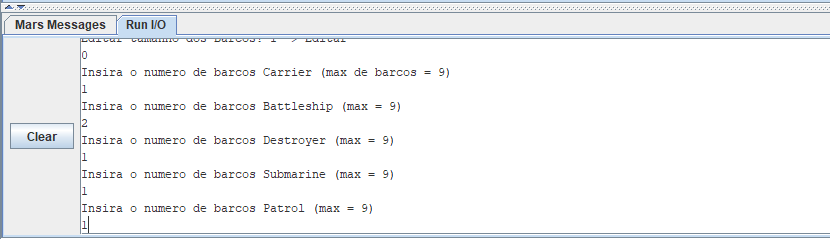 Mars Messages Run I/O
Editar tamanho dos Barcos? 1 -> Editar
0
Insira o numero de barcos Carrier (max de barcos = 9)
1
Insira o numero de barcos Battleship (max = 9)
2
Insira o numero de barcos Destroyer (max = 9)
1
Clear
Insira o numero de barcos Submarine (max = 9)
1
Insira o numero de barcos Patrol (max = 9)
1